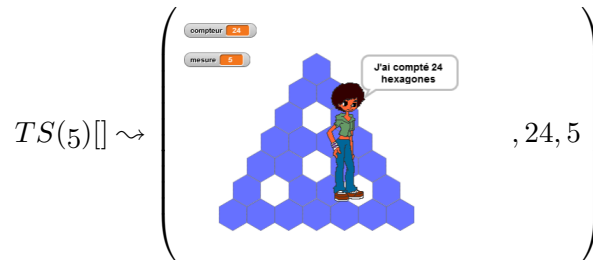 compteur 24
mesure 5
J'ai compté 24
hexagones
TS(5)[] ⇝ ( , 24, 5 )